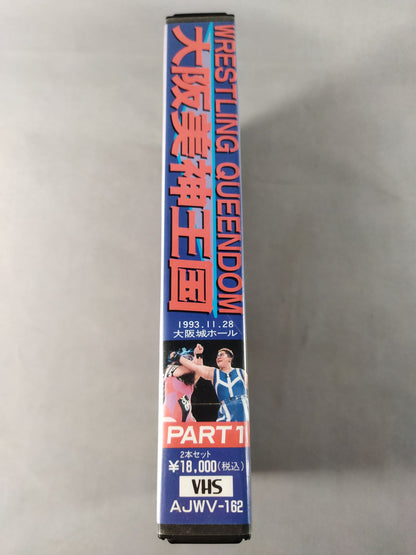 WRESTLING QUEENDOM
大阪美神王国
1993.11.28
大阪城ホール
PART 1
2本セット
¥18,000(税込)
VHS
AJWV-162